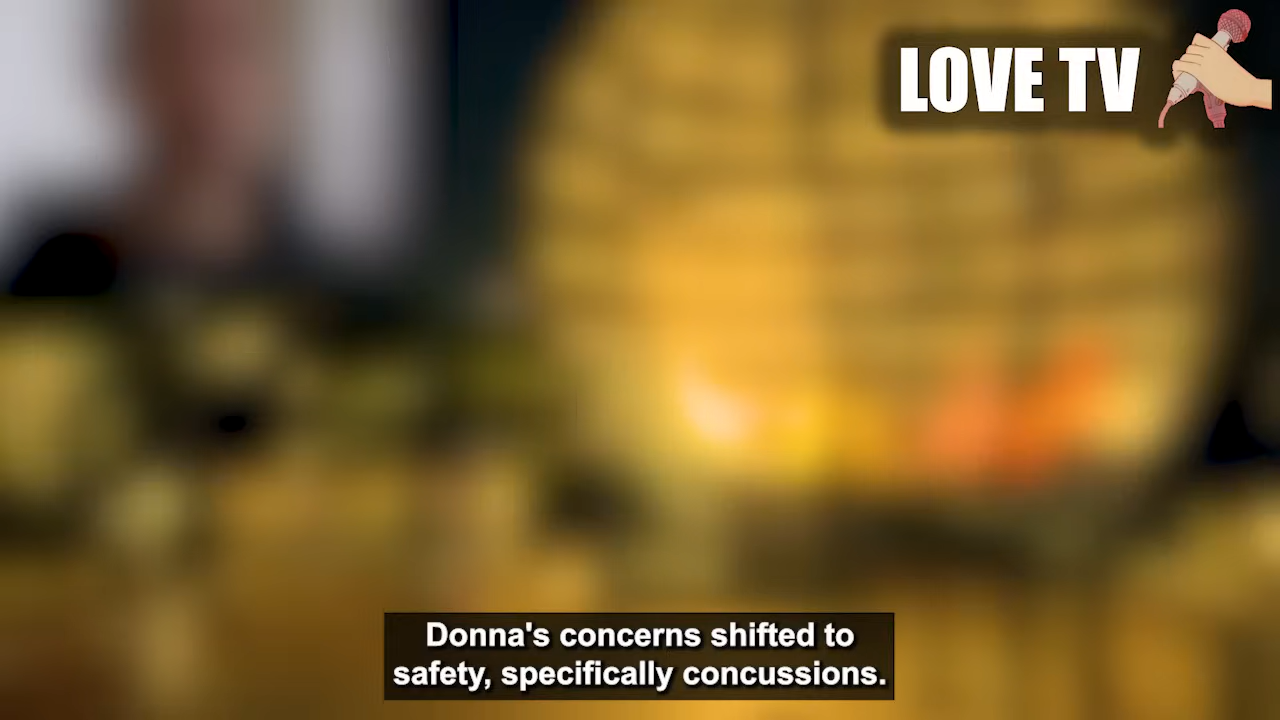 LOVE TV
Donna's concerns shifted to
safety, specifically concussions.